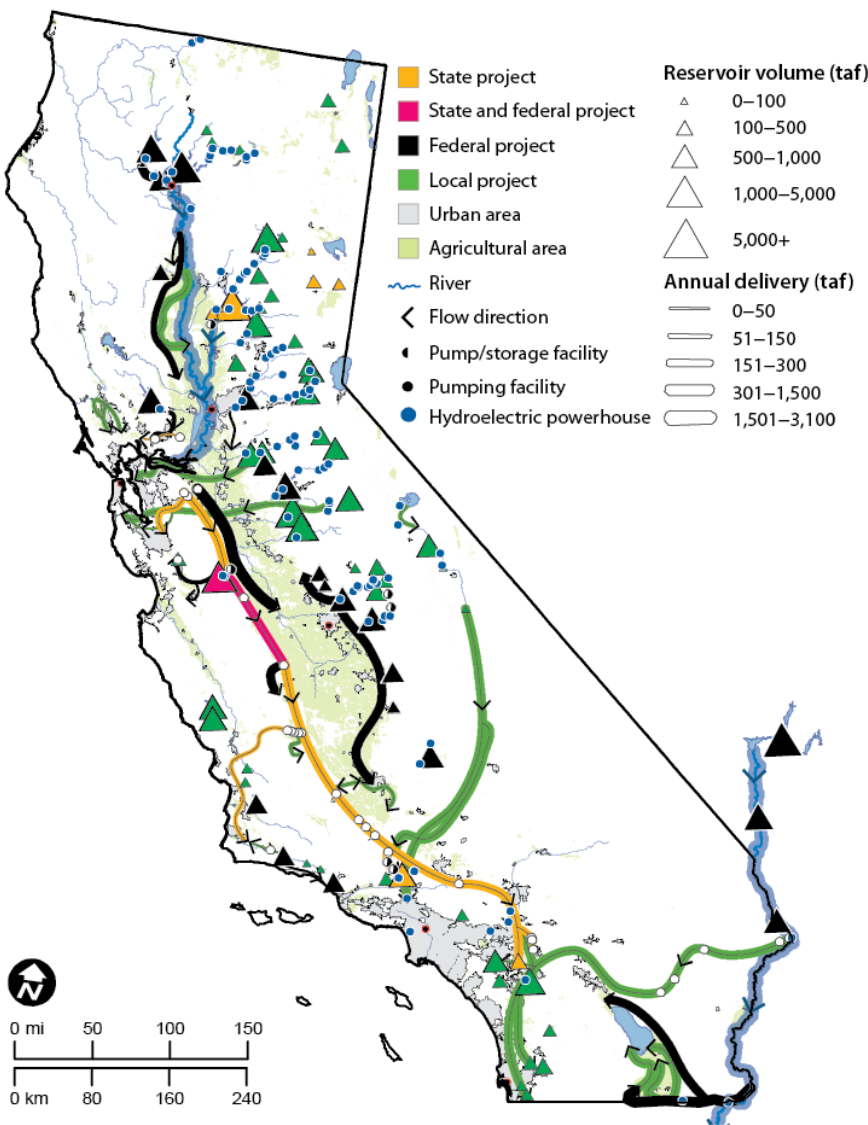 State project
State and federal project
Federal project
Local project
Urban area
Agricultural area
River
Flow direction
Pump/storage facility
Pumping facility
Hydroelectric powerhouse
Reservoir volume (taf)
0–100
100–500
500–1,000
1,000–5,000
5,000+
Annual delivery (taf)
0–50
51–150
151–300
301–1,500
1,501–3,100
N
0 mi 50 100 150
0 km 80 160 240